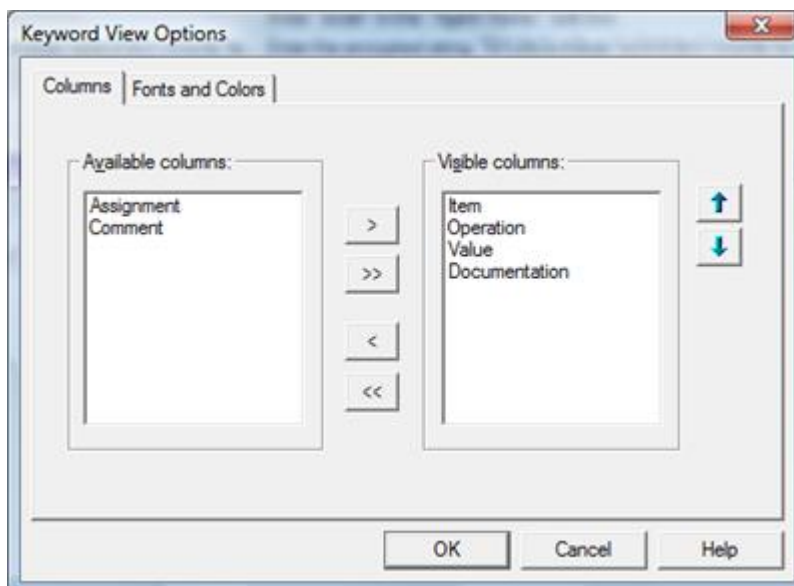 Keyword View Options
Columns
Fonts and Colors
Available columns:
Assignment
Comment
>
>>
<
<<
Visible columns:
Item
Operation
Value
Documentation
OK
Cancel
Help